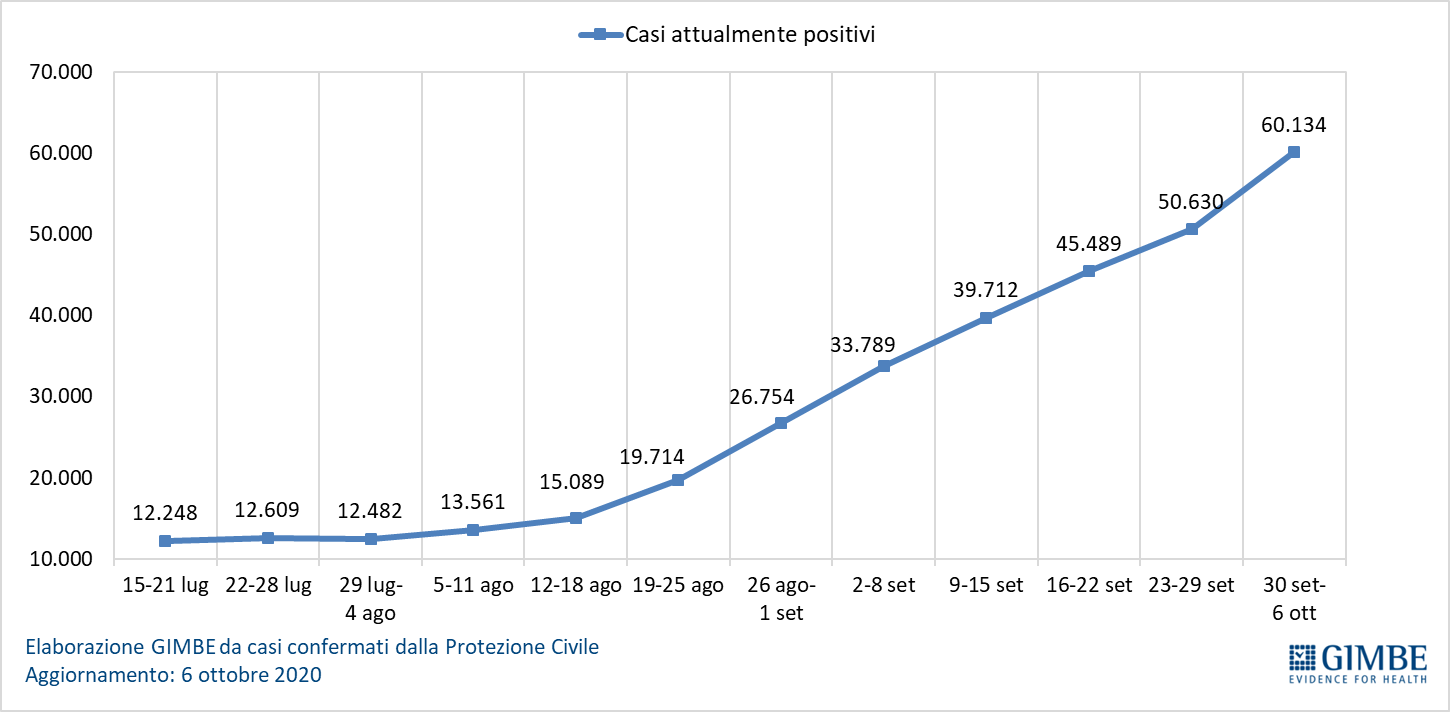 Casi attualmente positivi
70.000
60.000
50.000
40.000
30.000
20.000
10.000
12.248
12.609
12.482
13.561
15.089
19.714
26.754
33.789
39.712
45.489
50.630
60.134
15-21 lug
22-28 lug
29 lug-
4 ago
5-11 ago
12-18 ago
19-25 ago
26 ago-
1 set
2-8 set
9-15 set
16-22 set
23-29 set
30 set-
6 ott
Elaborazione GIMBE da casi confermati dalla Protezione Civile
Aggiornamento: 6 ottobre 2020
GIMBE
EVIDENCE FOR HEALTH